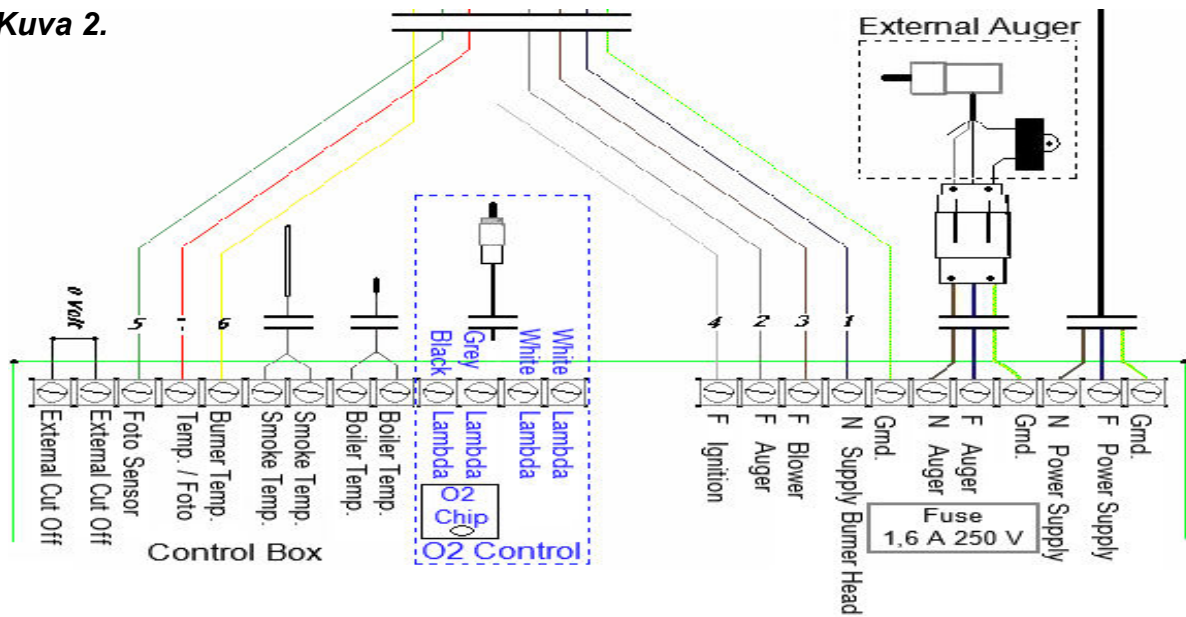 Kuva 2.
External Auger
0 Volt
5
-
6
4
2
3
1
Black
Grey
White
White
External Cut Off
External Cut Off
Foto Sensor
Temp. / Foto
Burner Temp.
Smoke Temp.
Smoke Temp.
Boiler Temp.
Boiler Temp.
Lambda
Lambda
Lambda
Lambda
F Ignition
F Auger
F Blower
N Supply Burner Head
Grnd.
N Auger
F Auger
Grnd.
N Power Supply
F Power Supply
Grnd.
O2
Chip
Control Box
O2 Control
Fuse
1,6 A 250 V